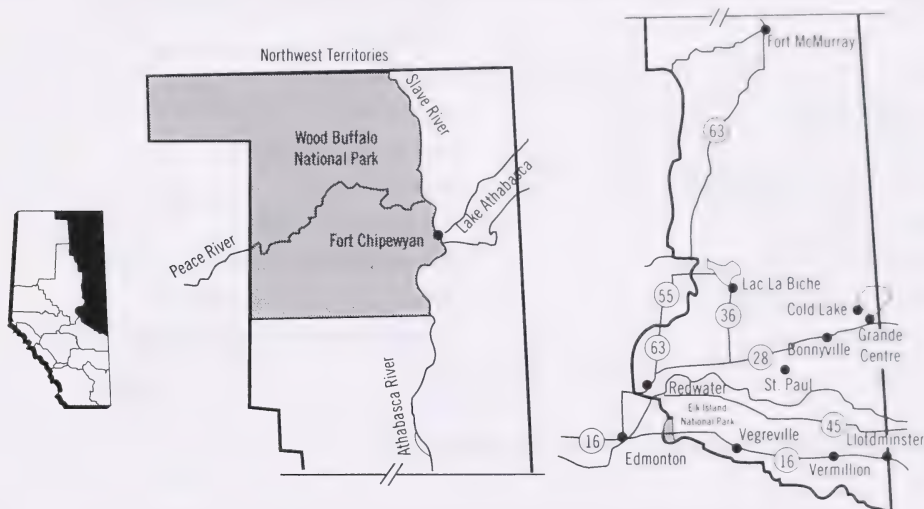 Northwest Territories
Slave River
Wood Buffalo
National Park
Lake Athabasca
Fort Chipewyan
Peace River
Athabasca River
Fort McMurray
63
Lac La Biche
55
36
Cold Lake
Grande
Centre
63
28
Bonnyville
St. Paul
Redwater
Elk Island
National Park
45
16
Vegreville
Lloidminster
Edmonton
16
Vermillion